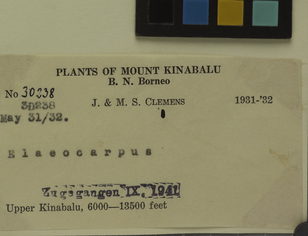 PLANTS OF MOUNT KINABALU
B. N. Borneo
No 30238
30238
J. & M. S. CLEMENS 1931-'32
May 31/32.
Elaeocarpus
Zugegangen IX. 1941
Upper Kinabalu, 6000—13500 feet